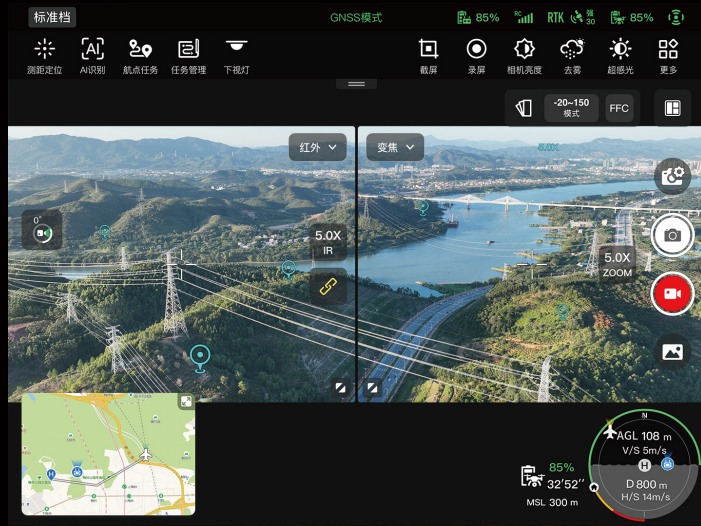 标准档
GNSS模式
85%
RC
RTK
强
30
85%
测距定位
AI
AI识别
航点任务
任务管理
下视灯
截屏
录屏
相机亮度
去雾
超感光
更多
-20~150
模式
FFC
红外
变焦
5.0X
0°
5.0X
IR
5.0X
ZOOM
N
AGL 108 m
V/S 5m/s
H
D 800 m
H/S 14m/s
85%
32'52''
MSL 300 m
H